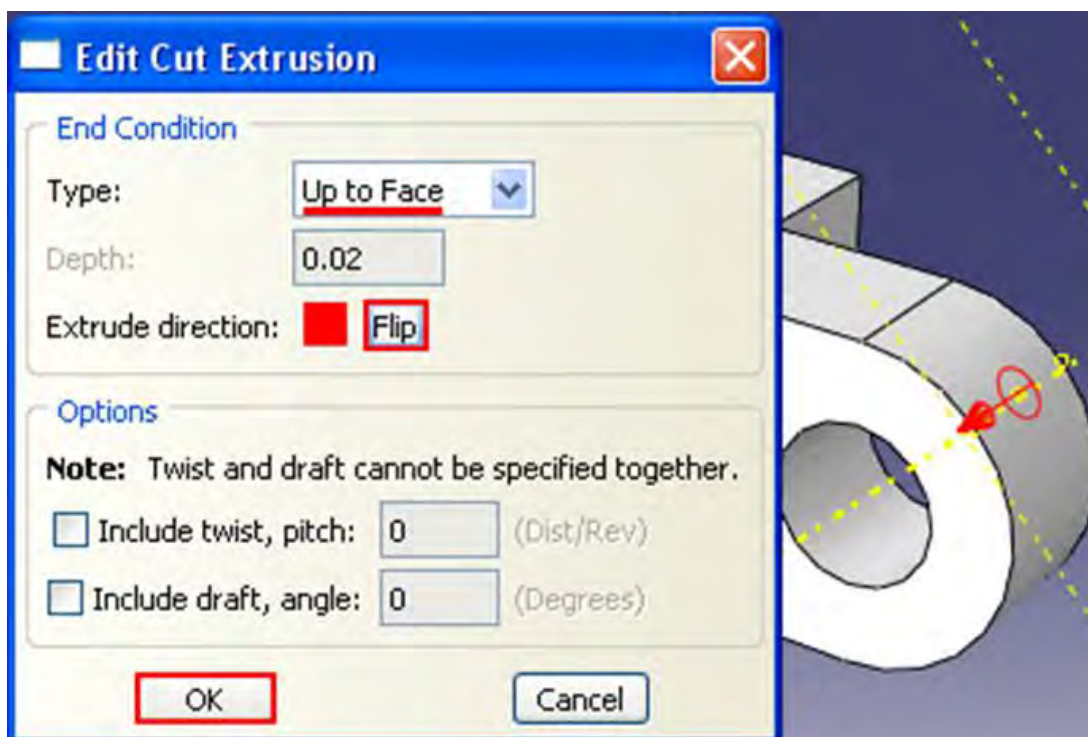 Edit Cut Extrusion
End Condition
Type: Up to Face
Depth: 0.02
Extrude direction: Flip
Options
Note: Twist and draft cannot be specified together.
Include twist, pitch: 0 (Dist/Rev)
Include draft, angle: 0 (Degrees)
OK Cancel